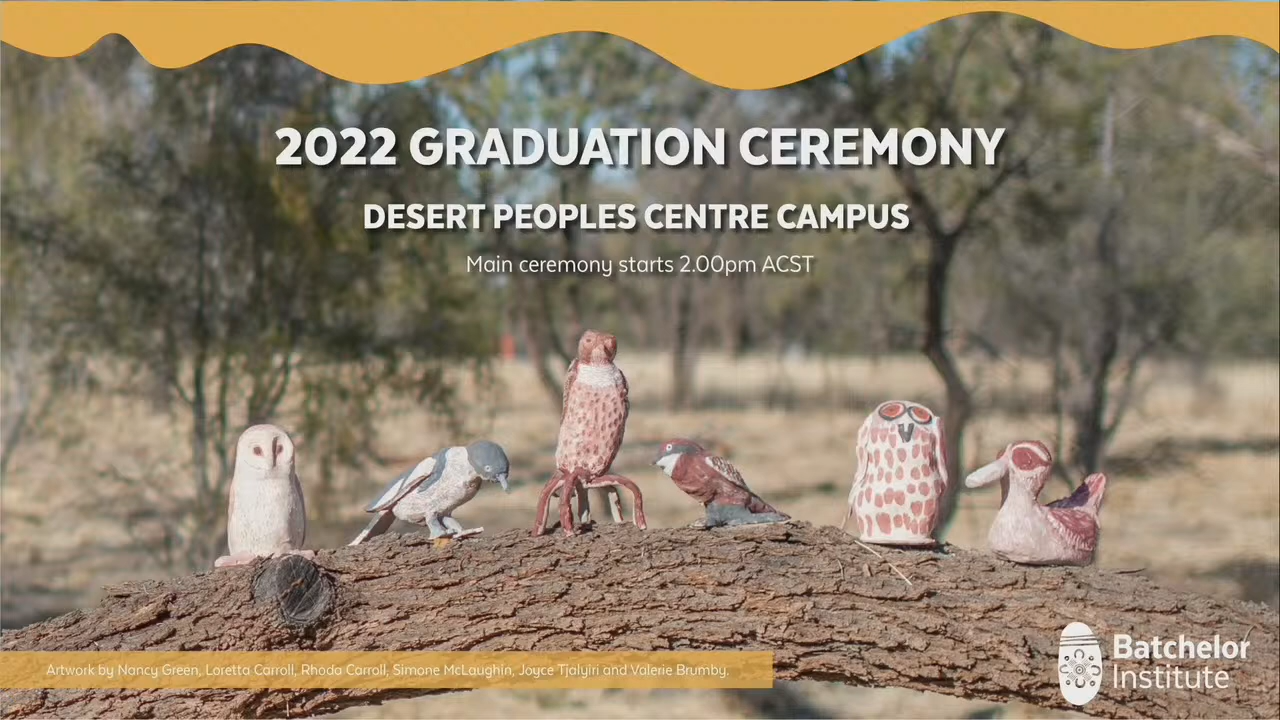 2022 GRADUATION CEREMONY
DESERT PEOPLES CENTRE CAMPUS
Main ceremony starts 2.00pm ACST
Artwork by Nancy Green, Loretta Carroll, Rhoda Carroll, Simone McLaughin, Joyce Tjalyiri and Valerie Brumby.
Batchelor
Institute